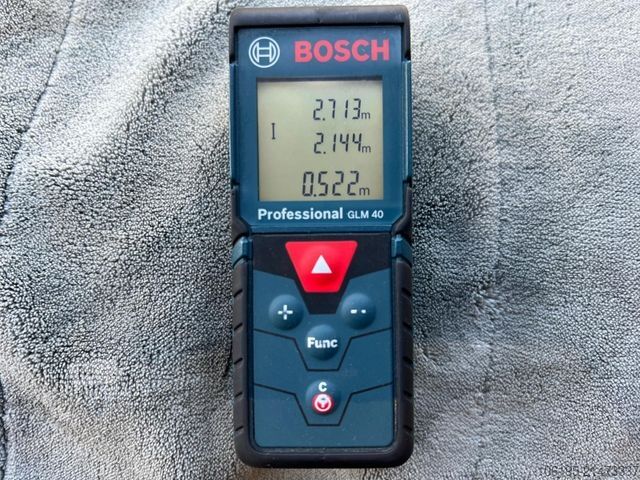 BOSCH
2.713m
I
2.144m
0.522m
Professional GLM 40
+
--
Func
C